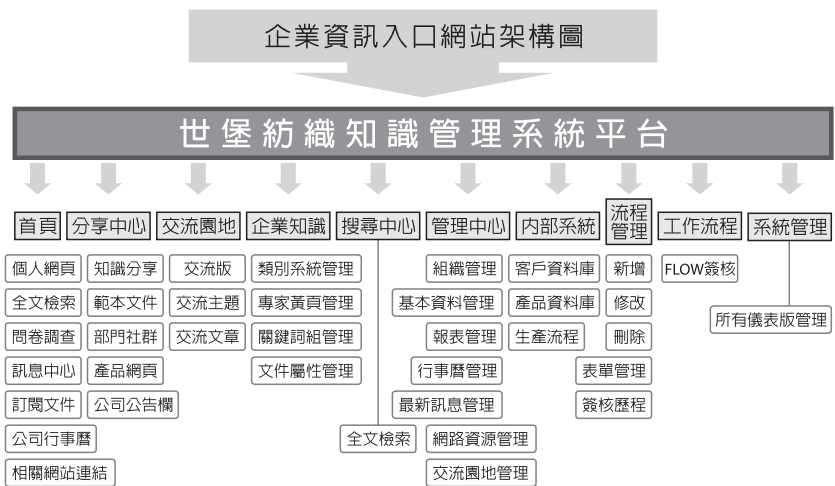 企業資訊入口網站架構圖
世堡紡織知識管理系統平台
首頁 分享中心 交流園地 企業知識 搜尋中心 管理中心 內部系統 流程管理 工作流程 系統管理
個人網頁 知識分享 交流版 類別系統管理 組織管理 客戶資料庫 新增 FLOW簽核
全文檢索 範本文件 交流主題 專家黃頁管理 基本資料管理 產品資料庫 修改 所有儀表版管理
問卷調查 部門社群 交流文章 關鍵詞組管理 報表管理 生產流程 刪除
訊息中心 產品網頁 文件屬性管理 行事曆管理 表單管理
訂閱文件 公司公告欄 最新訊息管理 簽核歷程
公司行事曆 全文檢索 網路資源管理
相關網站連結 交流園地管理